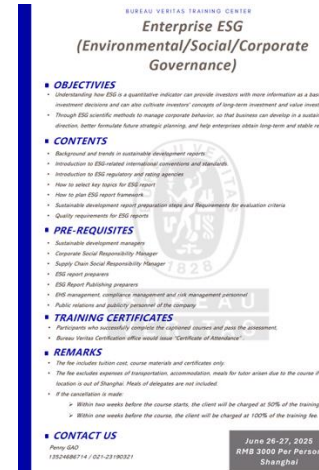 BUREAU VERITAS TRAINING CENTER
Enterprise ESG
(Environmental/Social/Corporate
Governance)
OBJECTIVIES
Understanding how ESG is a quantitative indicator can provide investors with more information as a bas
investment decisions and can also cultivate investors' concepts of long-term investment and value invest
Through ESG scientific methods to manage corporate behavior, so that business can develop in a sustain
direction, better formulate future strategic planning, and help enterprises obtain long-term and stable re
CONTENTS
Background and trends in sustainable development reports
Introduction to ESG-related international conventions and standards.
Introduction to ESG regulatory and rating agencies
How to select key topics for ESG report
How to plan ESG report framework
Sustainable development report preparation steps and Requirements for evaluation criteria
Quality requirements for ESG reports
PRE-REQUISITES
Sustainable development managers
Corporate Social Responsibility Manager
Supply Chain Social Responsibility Manager
ESG report preparers
ESG Report Publishing preparers
EHS management, compliance management and risk management personnel
Public relations and publicity personnel of the company
TRAINING CERTIFICATES
Participants who successfully complete the captioned courses and pass the assessment.
Bureau Veritas Certification office would issue "Certificate of Attendance".
REMARKS
The fee includes tuition cost, course materials and certificates only.
The fee excludes expenses of transportation, accommodation, meals for tutor arisen due to the course if
location is out of Shanghai. Meals of delegates are not included.
If the cancellation is made:
Within two weeks before the course starts, the client will be charged at 50% of the training
Within one weeks before the course, the client will be charged at 100% of the training fee
CONTACT US
Penny GAO
13524686714 / 021-23190321
June 26-27, 2025
RMB 3000 Per Person
Shanghai
1828
BUREAU
VERITAS